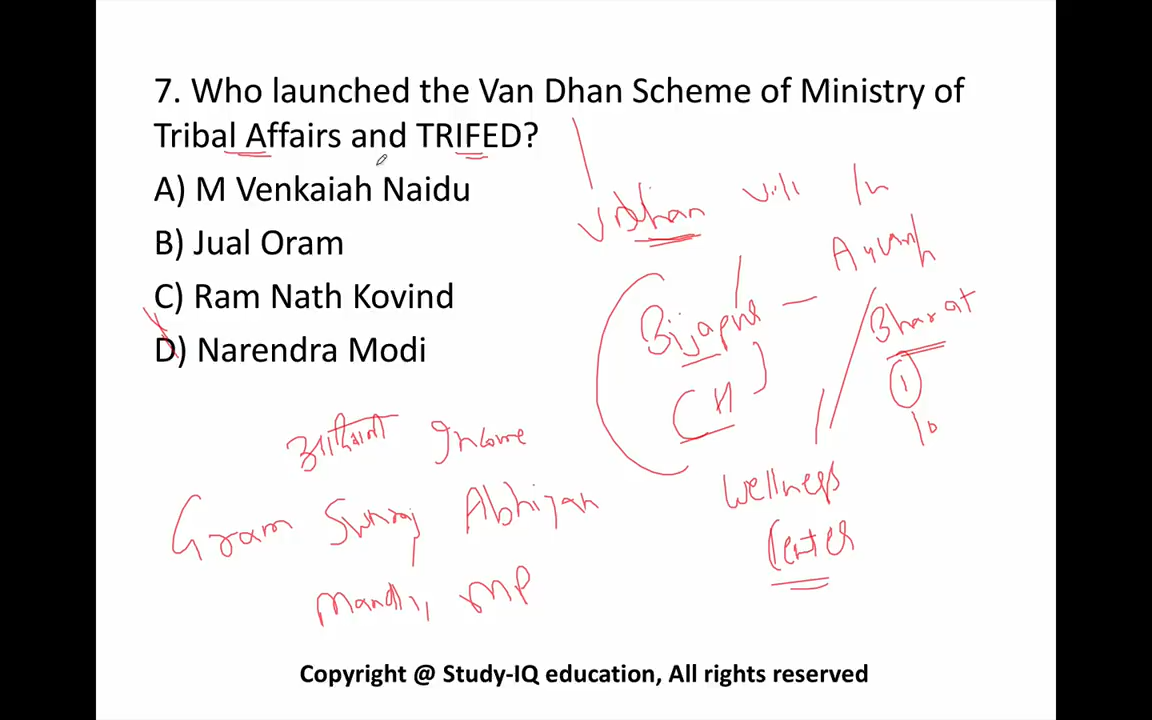 7. Who launched the Van Dhan Scheme of Ministry of
Tribal Affairs and TRIFED?
A) M Venkaiah Naidu
B) Jual Oram
C) Ram Nath Kovind
D) Narendra Modi
Bijapur
Bharat
1
CH
10
Income
Wellness
Gram Swaraj Abhiyan
Center
Mandla, MP
Copyright @ Study-IQ education, All rights reserved